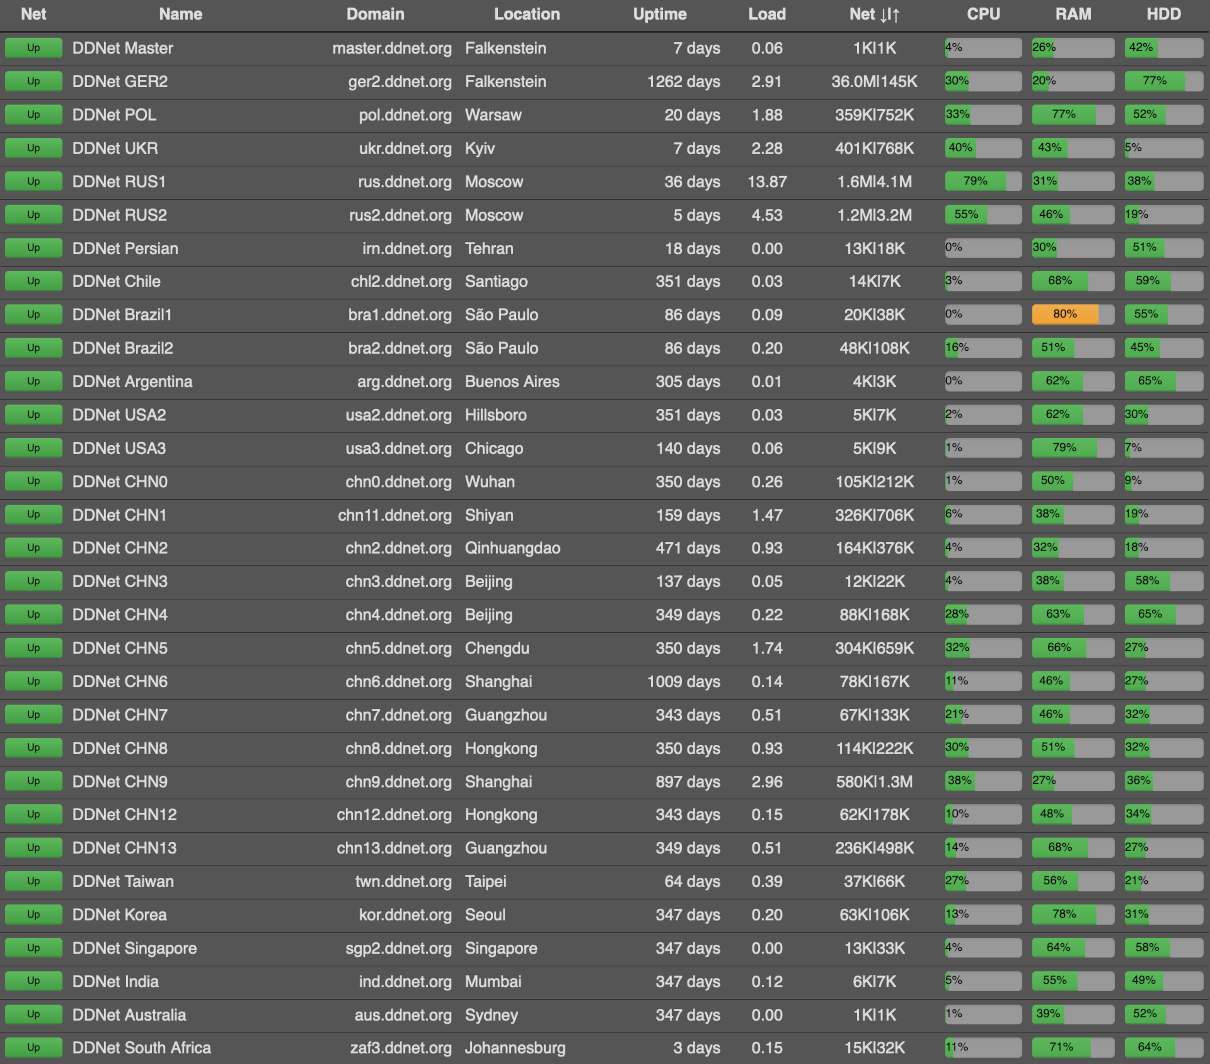 Net Name Domain Location Uptime Load Net ↓|↑ CPU RAM HDD
Up DDNet Master master.ddnet.org Falkenstein 7 days 0.06 1K|1K 4% 26% 42%
Up DDNet GER2 ger2.ddnet.org Falkenstein 1262 days 2.91 36.0M|145K 30% 20% 77%
Up DDNet POL pol.ddnet.org Warsaw 20 days 1.88 359K|752K 33% 77% 52%
Up DDNet UKR ukr.ddnet.org Kyiv 7 days 2.28 401K|768K 40% 43% 5%
Up DDNet RUS1 rus.ddnet.org Moscow 36 days 13.87 1.6M|4.1M 79% 31% 38%
Up DDNet RUS2 rus2.ddnet.org Moscow 5 days 4.53 1.2M|3.2M 55% 46% 19%
Up DDNet Persian irn.ddnet.org Tehran 18 days 0.00 13K|18K 0% 30% 51%
Up DDNet Chile chl2.ddnet.org Santiago 351 days 0.03 14K|7K 3% 68% 59%
Up DDNet Brazil1 bra1.ddnet.org São Paulo 86 days 0.09 20K|38K 0% 80% 55%
Up DDNet Brazil2 bra2.ddnet.org São Paulo 86 days 0.20 48K|108K 16% 51% 45%
Up DDNet Argentina arg.ddnet.org Buenos Aires 305 days 0.01 4K|3K 0% 62% 65%
Up DDNet USA2 usa2.ddnet.org Hillsboro 351 days 0.03 5K|7K 2% 62% 30%
Up DDNet USA3 usa3.ddnet.org Chicago 140 days 0.06 5K|9K 1% 79% 7%
Up DDNet CHN0 chn0.ddnet.org Wuhan 350 days 0.26 105K|212K 1% 50% 9%
Up DDNet CHN1 chn11.ddnet.org Shiyan 159 days 1.47 326K|706K 6% 38% 19%
Up DDNet CHN2 chn2.ddnet.org Qinhuangdao 471 days 0.93 164K|376K 4% 32% 18%
Up DDNet CHN3 chn3.ddnet.org Beijing 137 days 0.05 12K|22K 4% 38% 58%
Up DDNet CHN4 chn4.ddnet.org Beijing 349 days 0.22 88K|168K 28% 63% 65%
Up DDNet CHN5 chn5.ddnet.org Chengdu 350 days 1.74 304K|659K 32% 66% 27%
Up DDNet CHN6 chn6.ddnet.org Shanghai 1009 days 0.14 78K|167K 11% 46% 27%
Up DDNet CHN7 chn7.ddnet.org Guangzhou 343 days 0.51 67K|133K 21% 46% 32%
Up DDNet CHN8 chn8.ddnet.org Hongkong 350 days 0.93 114K|222K 30% 51% 32%
Up DDNet CHN9 chn9.ddnet.org Shanghai 897 days 2.96 580K|1.3M 38% 27% 36%
Up DDNet CHN12 chn12.ddnet.org Hongkong 343 days 0.15 62K|178K 10% 48% 34%
Up DDNet CHN13 chn13.ddnet.org Guangzhou 349 days 0.51 236K|498K 14% 68% 27%
Up DDNet Taiwan twn.ddnet.org Taipei 64 days 0.39 37K|66K 27% 56% 21%
Up DDNet Korea kor.ddnet.org Seoul 347 days 0.20 63K|106K 13% 78% 31%
Up DDNet Singapore sgp2.ddnet.org Singapore 347 days 0.00 13K|33K 4% 64% 58%
Up DDNet India ind.ddnet.org Mumbai 347 days 0.12 6K|7K 5% 55% 49%
Up DDNet Australia aus.ddnet.org Sydney 347 days 0.00 1K|1K 1% 39% 52%
Up DDNet South Africa zaf3.ddnet.org Johannesburg 3 days 0.15 15K|32K 11% 71% 64%